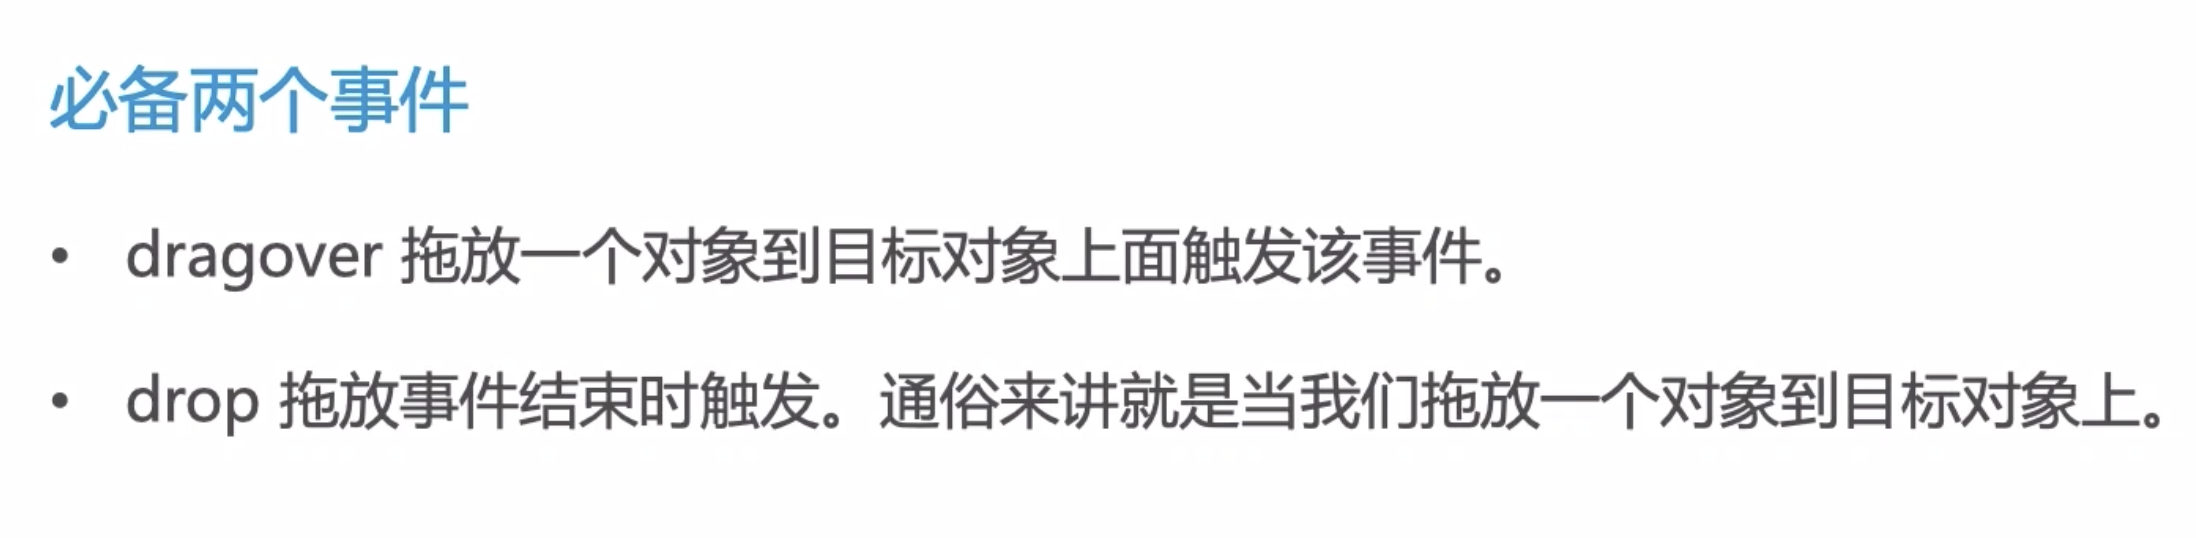 必备两个事件
• dragover 拖放一个对象到目标对象上面触发该事件。
• drop 拖放事件结束时触发。通俗来讲就是当我们拖放一个对象到目标对象上。